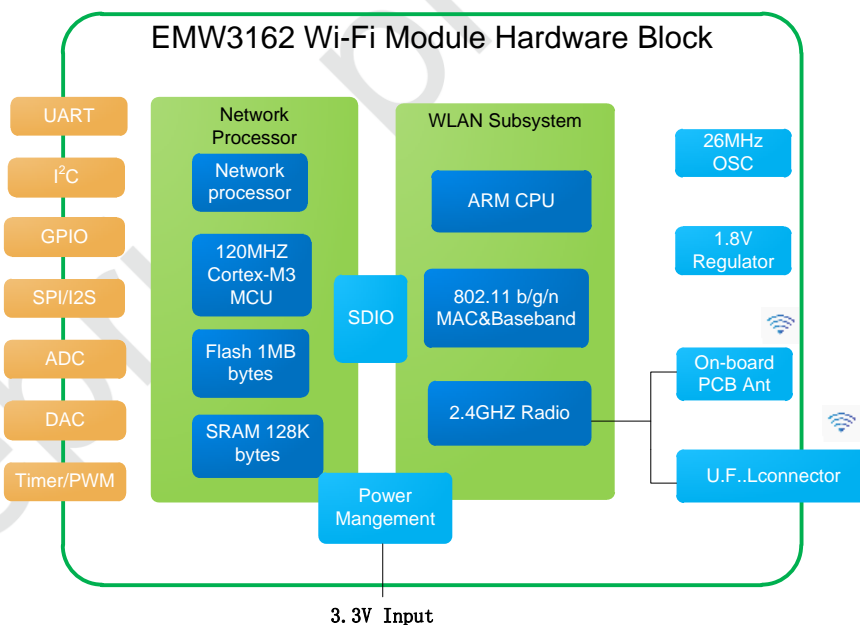 EMW3162 Wi-Fi Module Hardware Block
UART
I²C
GPIO
SPI/I2S
ADC
DAC
Timer/PWM
Network
Processor
Network
processor
120MHZ
Cortex-M3
MCU
Flash 1MB
bytes
SRAM 128K
bytes
SDIO
Power
Mangement
WLAN Subsystem
ARM CPU
802.11 b/g/n
MAC&Baseband
2.4GHZ Radio
26MHz
OSC
1.8V
Regulator
On-board
PCB Ant
U.F..Lconnector
3.3V Input